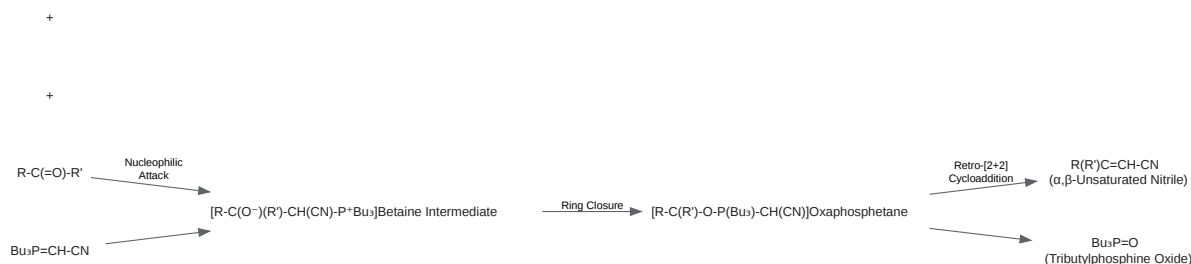 +
+
R-C(=O)-R'
Nucleophilic
Attack
Bu₃P=CH-CN
[R-C(O⁻)(R')-CH(CN)-P⁺Bu₃]Betaine Intermediate
Ring Closure
[R-C(R')-O-P(Bu₃)-CH(CN)]Oxaphosphetane
Retro-[2+2]
Cycloaddition
R(R')C=CH-CN
(α,β-Unsaturated Nitrile)
Bu₃P=O
(Tributylphosphine Oxide)